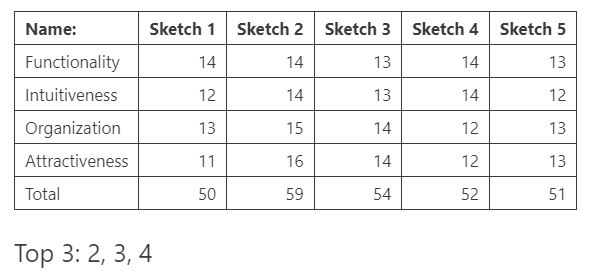 Name: Sketch 1 Sketch 2 Sketch 3 Sketch 4 Sketch 5
Functionality 14 14 13 14 13
Intuitiveness 12 14 13 14 12
Organization 13 15 14 12 13
Attractiveness 11 16 14 12 13
Total 50 59 54 52 51
Top 3: 2, 3, 4